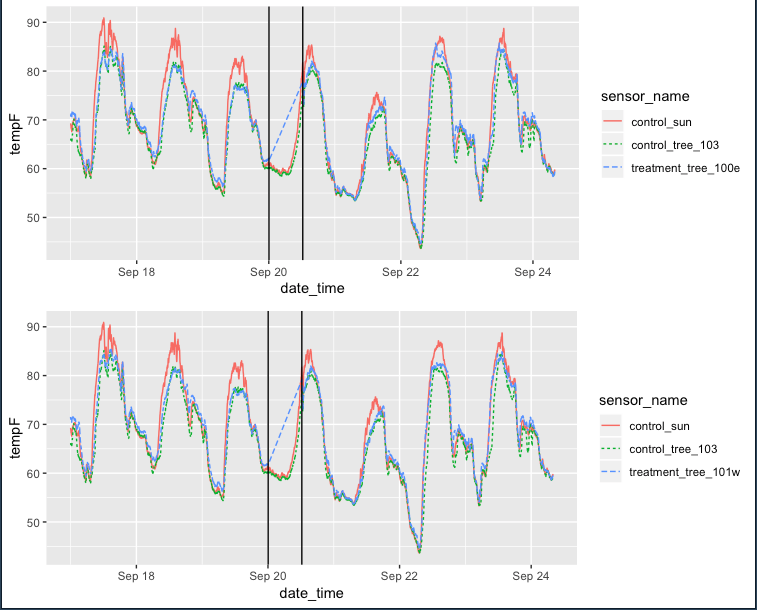 90
80
70
60
50
tempF
Sep 18
Sep 20
Sep 22
Sep 24
date_time
sensor_name
control_sun
control_tree_103
treatment_tree_100e
90
80
70
60
50
tempF
Sep 18
Sep 20
Sep 22
Sep 24
date_time
sensor_name
control_sun
control_tree_103
treatment_tree_101w